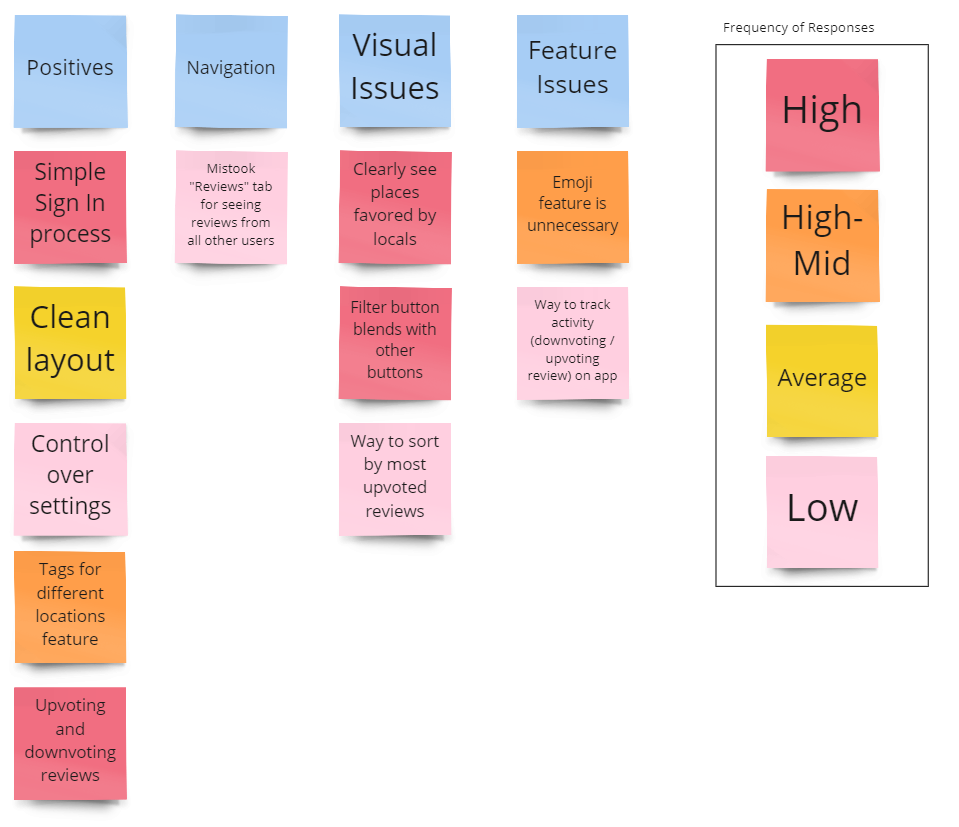 Positives
Simple
Sign In
process
Clean
layout
Control
over
settings
Tags for
different
locations
feature
Upvoting
and
downvoting
reviews
Navigation
Mistook
"Reviews" tab
for seeing
reviews from
all other users
Visual
Issues
Clearly see
places
favored by
locals
Filter button
blends with
other
buttons
Way to sort
by most
upvoted
reviews
Feature
Issues
Emoji
feature is
unnecessary
Way to track
activity
(downvoting /
upvoting
review) on app
Frequency of Responses
High
High-
Mid
Average
Low